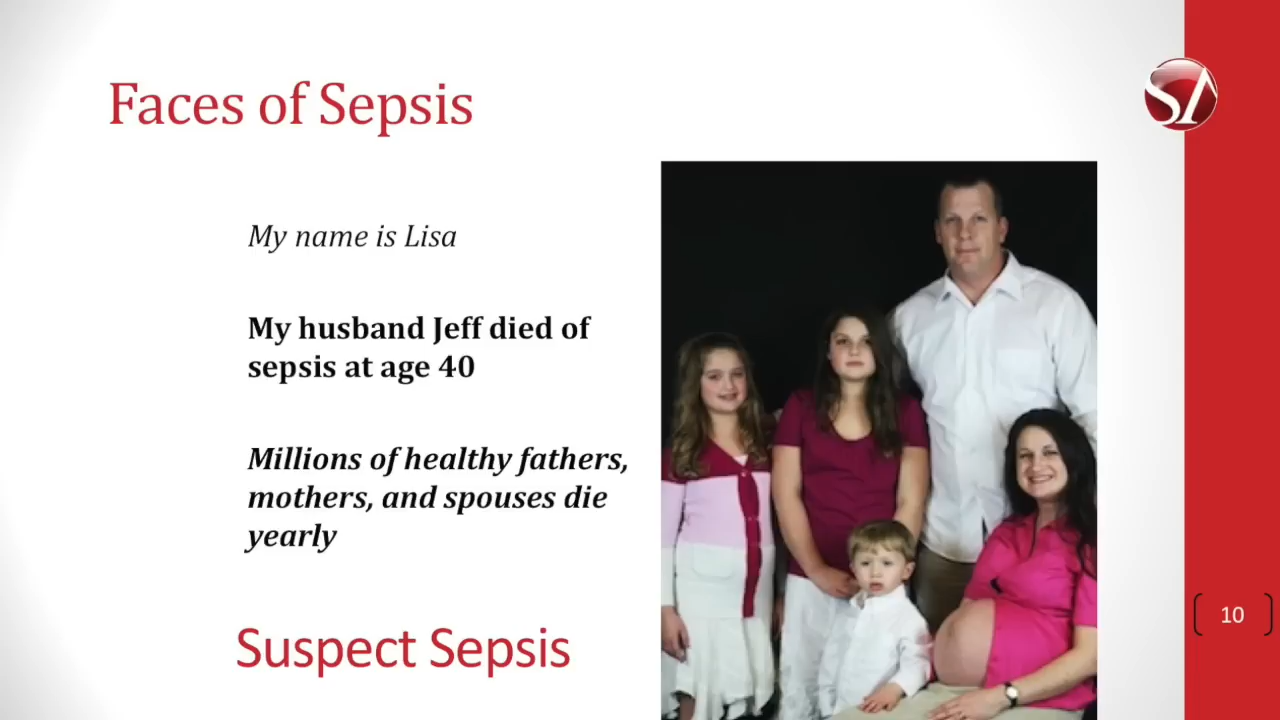 Faces of Sepsis
SA
My name is Lisa
My husband Jeff died of
sepsis at age 40
Millions of healthy fathers,
mothers, and spouses die
yearly
Suspect Sepsis
10